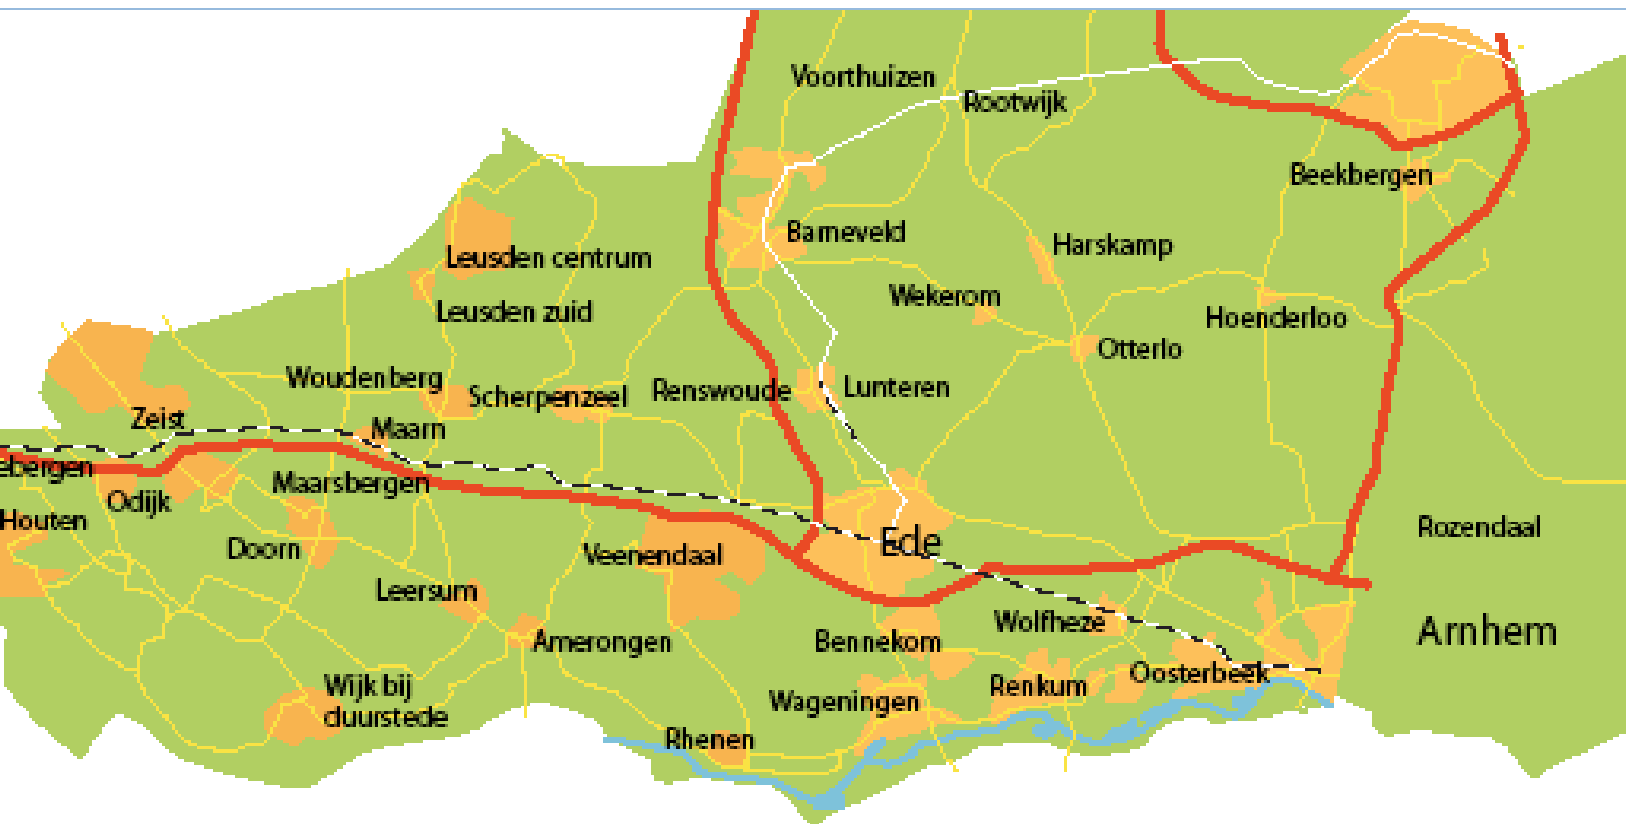 Voorthuizen
Rootwijk
Beekbergen
Barneveld
Harskamp
Leusden centrum
Wekerom
Leusden zuid
Hoenderloo
Otterlo
Woudenberg
Scherpenzeel
Renswoude
Lunteren
Zeist
Maarn
ebergen
Maarsbergen
Odijk
Houten
Rozendaal
Doorn
Veenendaal
Ede
Leersum
Wolfheze
Arnhem
Amerongen
Bennekom
Oosterbeek
Renkum
Wijk bij
duurstede
Wageningen
Rhenen